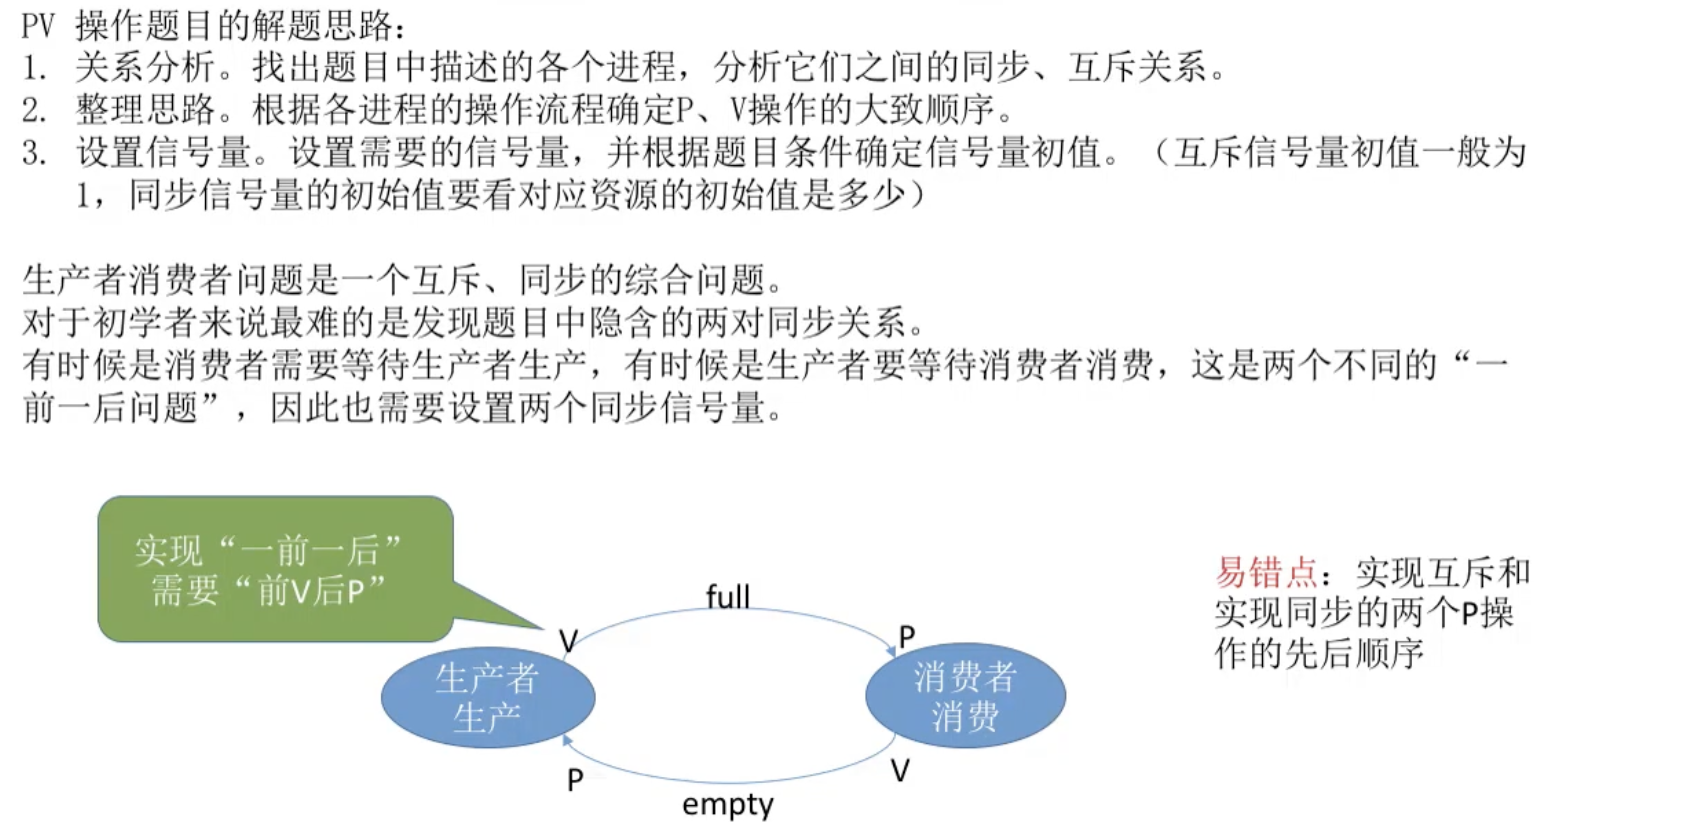 PV 操作题目的解题思路：
1. 关系分析。找出题目中描述的各个进程，分析它们之间的同步、互斥关系。
2. 整理思路。根据各进程的操作流程确定P、V操作的大致顺序。
3. 设置信号量。设置需要的信号量，并根据题目条件确定信号量初值。（互斥信号量初值一般为
1，同步信号量的初始值要看对应资源的初始值是多少）
生产者消费者问题是一个互斥、同步的综合问题。
对于初学者来说最难的是发现题目中隐含的两对同步关系。
有时候是消费者需要等待生产者生产，有时候是生产者要等待消费者消费，这是两个不同的“一
前一后问题”，因此也需要设置两个同步信号量。
实现“一前一后”
需要“前V后P”
full
V
P
生产者
生产
消费者
消费
P
V
empty
易错点：实现互斥和
实现同步的两个P操
作的先后顺序